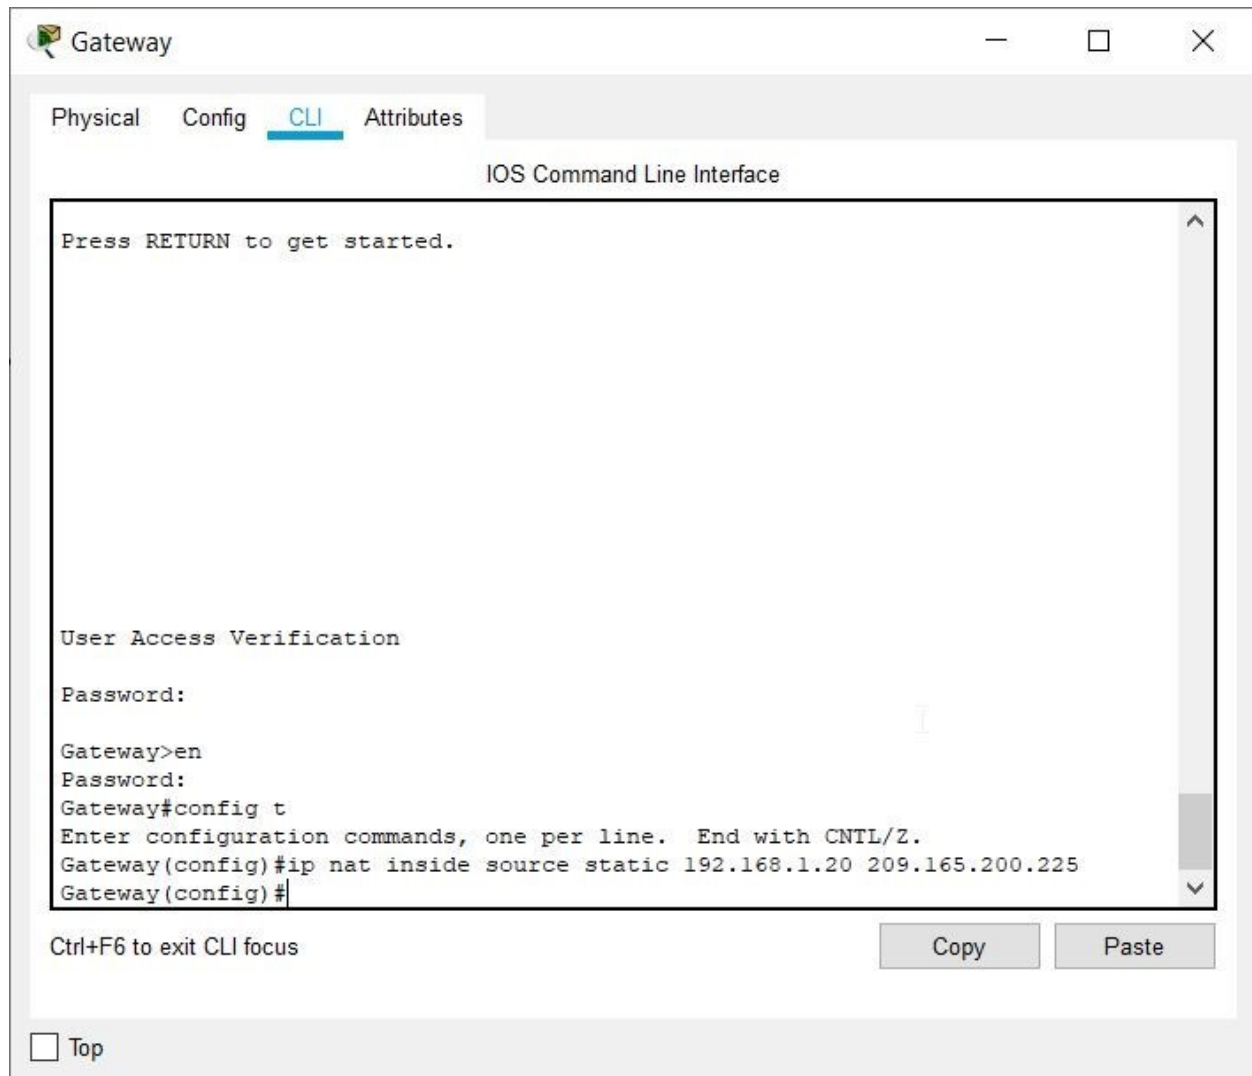 Gateway
Physical Config CLI Attributes
IOS Command Line Interface
Press RETURN to get started.
User Access Verification
Password:
Gateway>en
Password:
Gateway#config t
Enter configuration commands, one per line.  End with CNTL/Z.
Gateway(config)#ip nat inside source static 192.168.1.20 209.165.200.225
Gateway(config)#
Ctrl+F6 to exit CLI focus
Copy Paste
Top